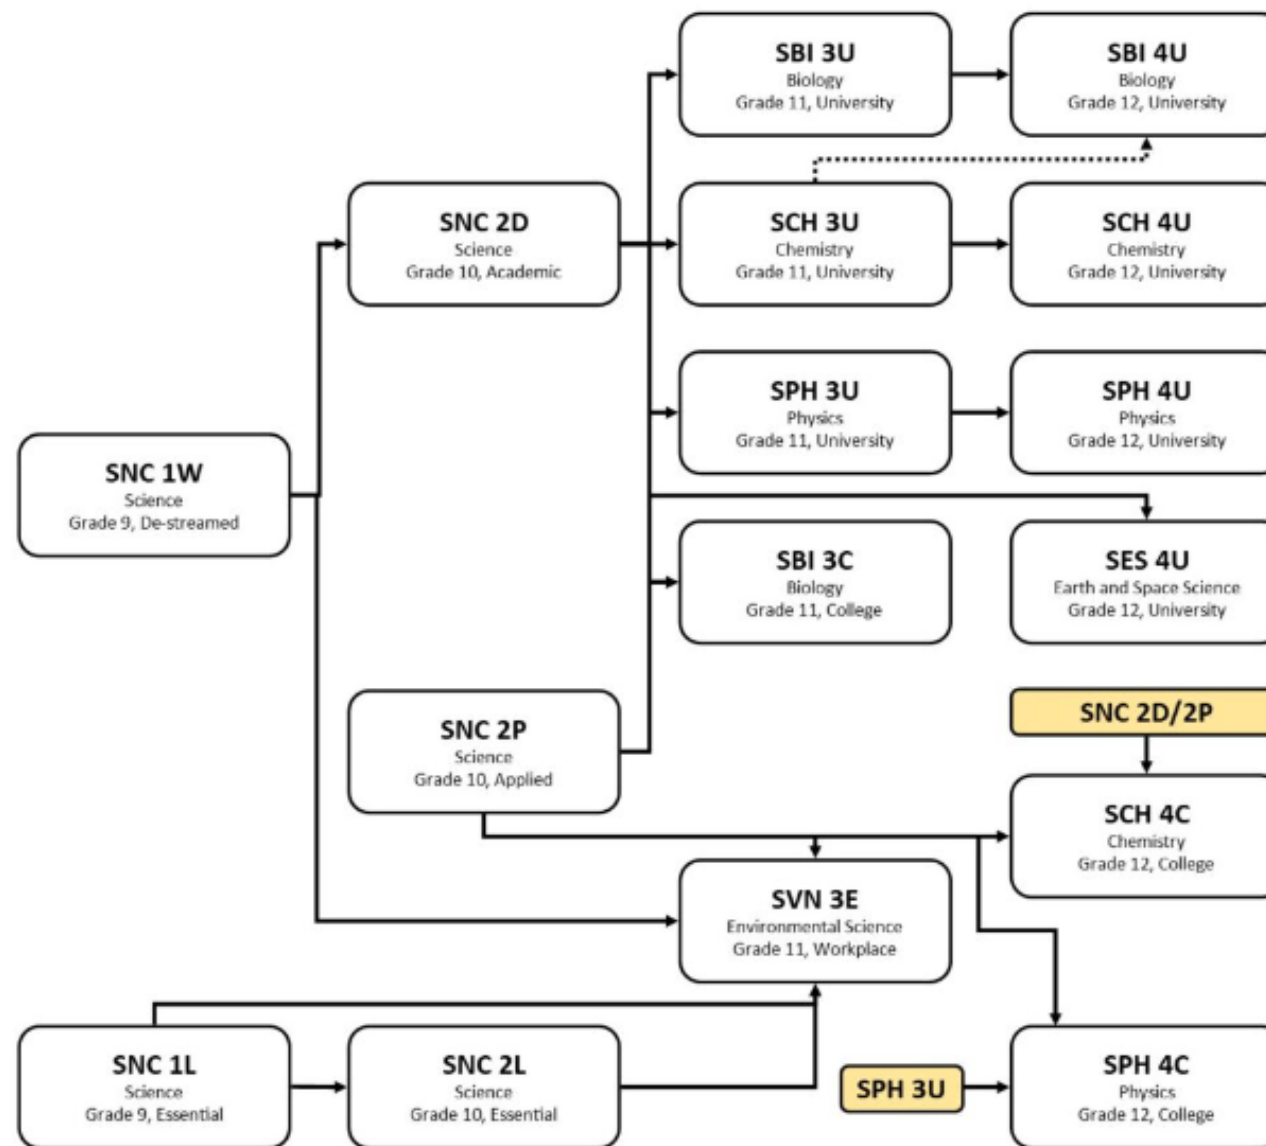 SBI 3U
Biology
Grade 11, University
SBI 4U
Biology
Grade 12, University
SNC 2D
Science
Grade 10, Academic
SCH 3U
Chemistry
Grade 11, University
SCH 4U
Chemistry
Grade 12, University
SPH 3U
Physics
Grade 11, University
SPH 4U
Physics
Grade 12, University
SNC 1W
Science
Grade 9, De-streamed
SBI 3C
Biology
Grade 11, College
SES 4U
Earth and Space Science
Grade 12, University
SNC 2P
Science
Grade 10, Applied
SNC 2D/2P
SCH 4C
Chemistry
Grade 12, College
SVN 3E
Environmental Science
Grade 11, Workplace
SNC 1L
Science
Grade 9, Essential
SNC 2L
Science
Grade 10, Essential
SPH 3U
SPH 4C
Physics
Grade 12, College